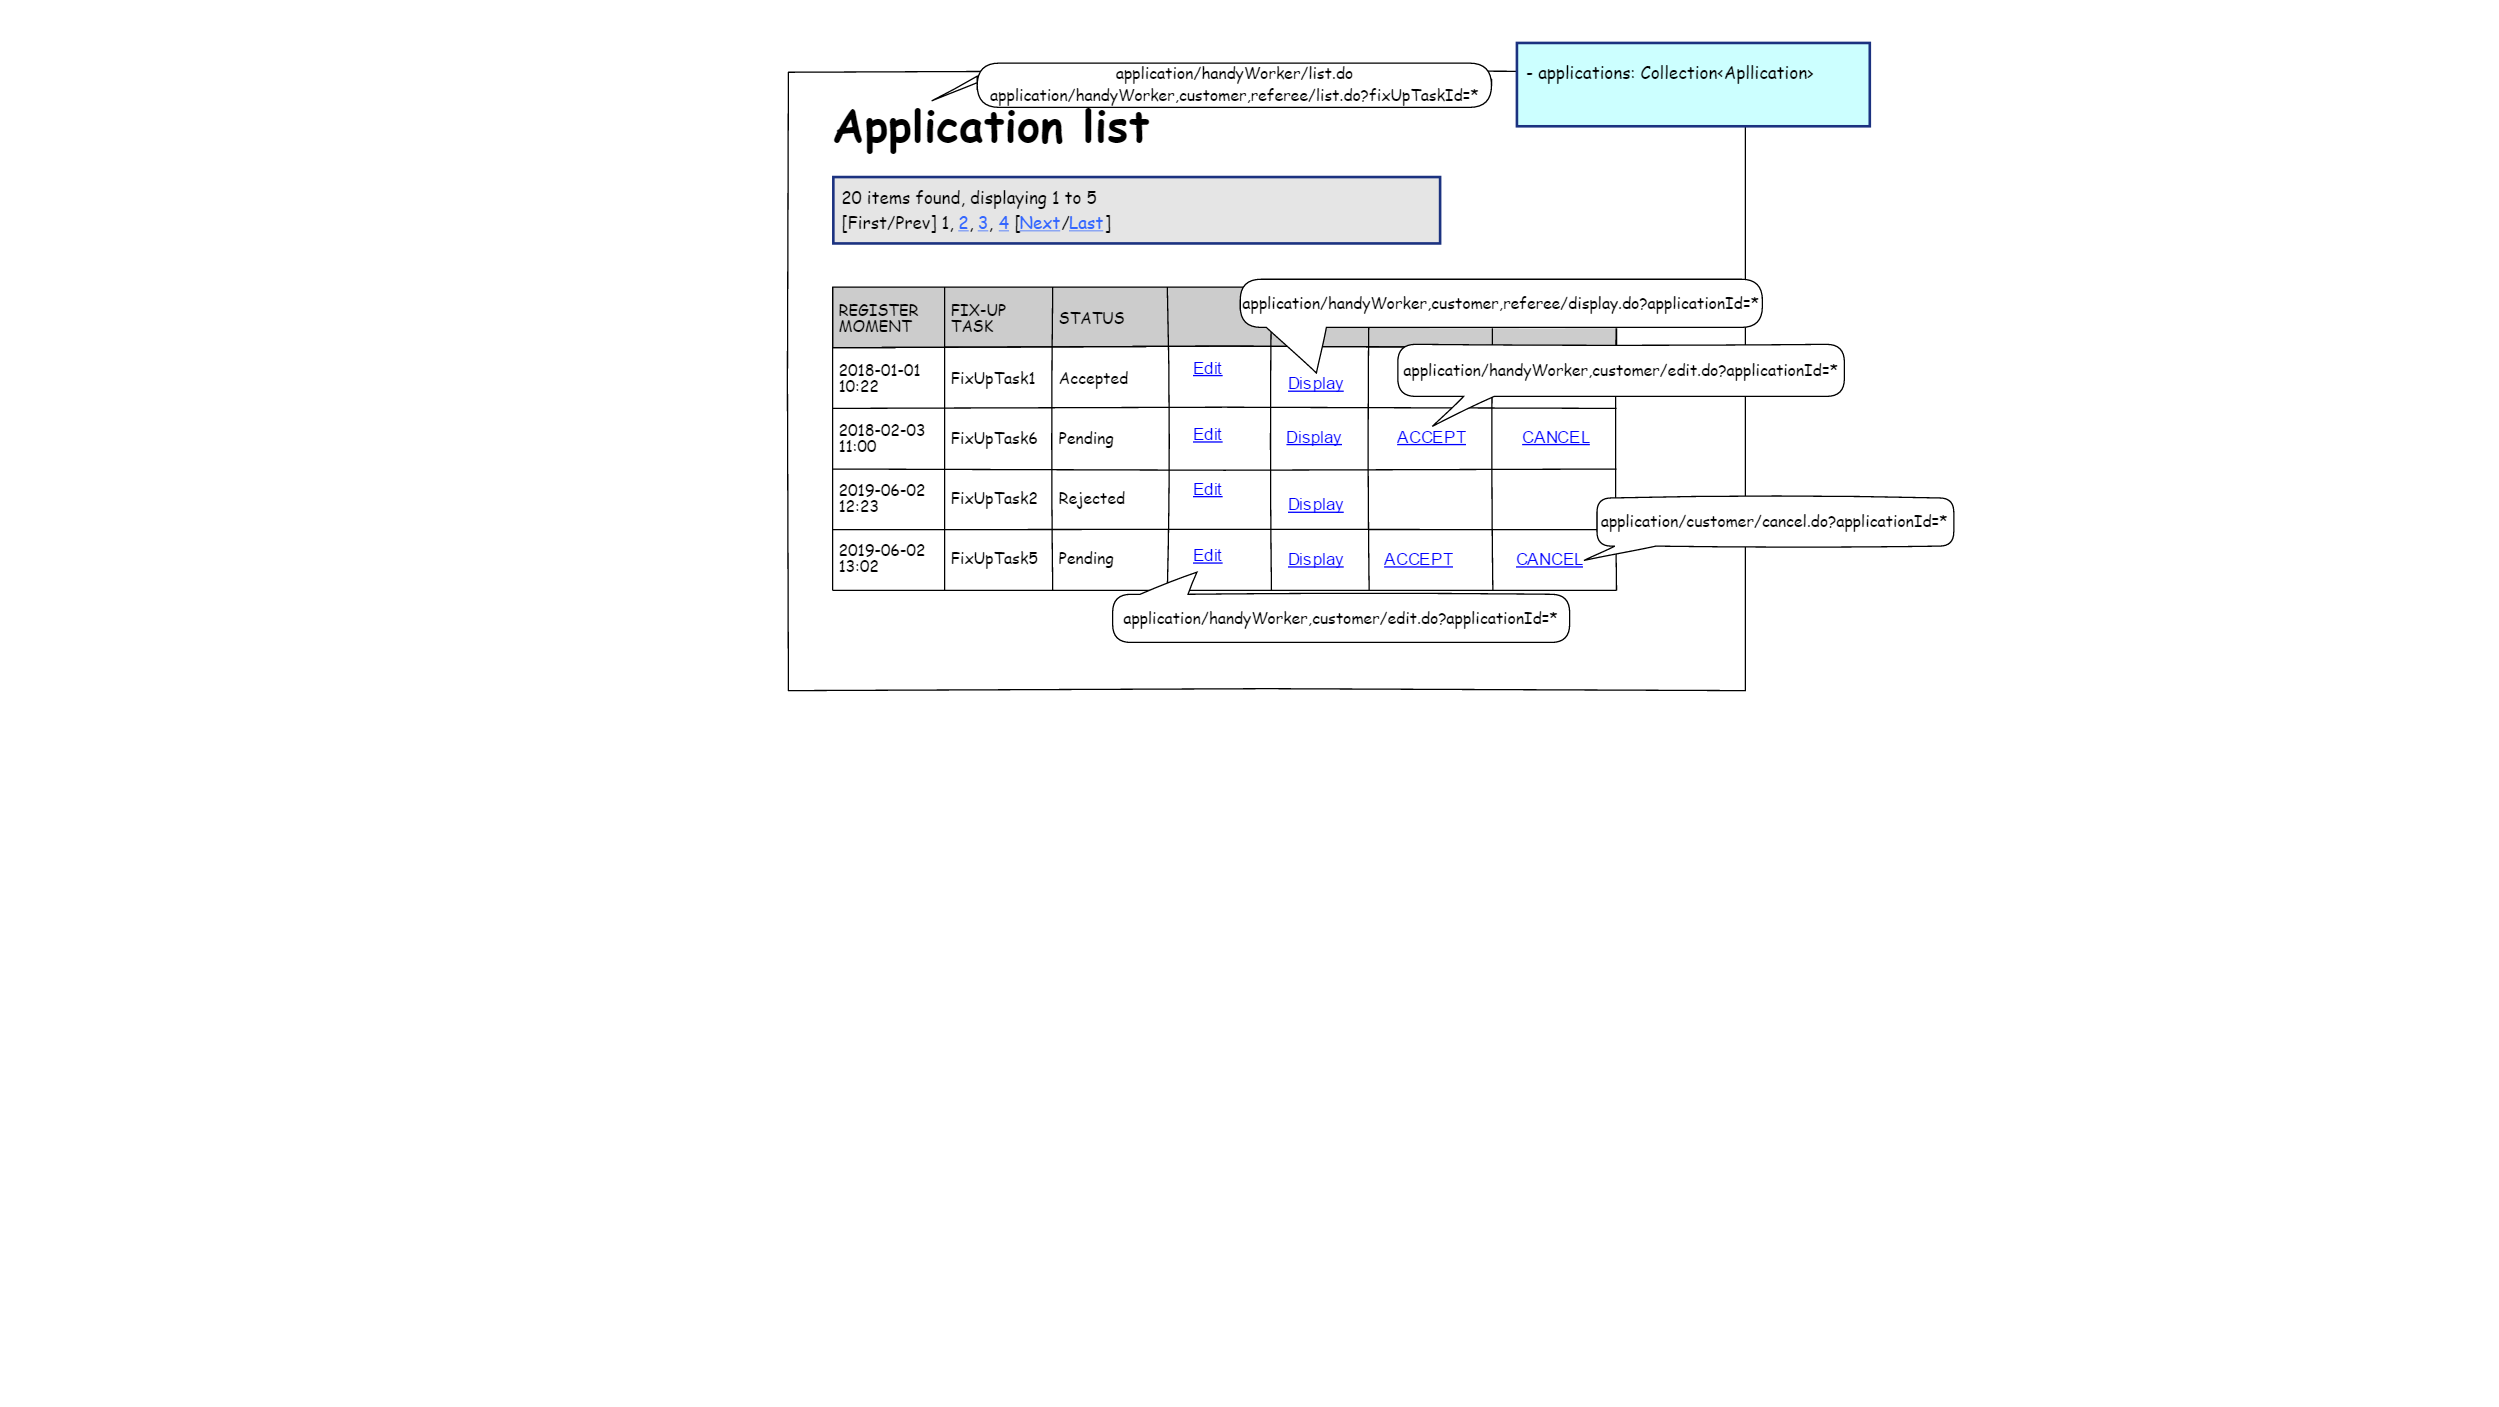 application/handyWorker/list.do
application/handyWorker,customer,referee/list.do?fixUpTaskId=*
- applications: Collection<Apllication>
Application list
20 items found, displaying 1 to 5
[First/Prev] 1, 2, 3, 4 [Next/Last]
application/handyWorker,customer,referee/display.do?applicationId=*
REGISTER
MOMENT
FIX-UP
TASK
STATUS
2018-01-01
10:22
FixUpTask1
Accepted
Edit
Display
application/handyWorker,customer/edit.do?applicationId=*
2018-02-03
11:00
FixUpTask6
Pending
Edit
Display
ACCEPT
CANCEL
2019-06-02
12:23
FixUpTask2
Rejected
Edit
Display
application/customer/cancel.do?applicationId=*
2019-06-02
13:02
FixUpTask5
Pending
Edit
Display
ACCEPT
CANCEL
application/handyWorker,customer/edit.do?applicationId=*